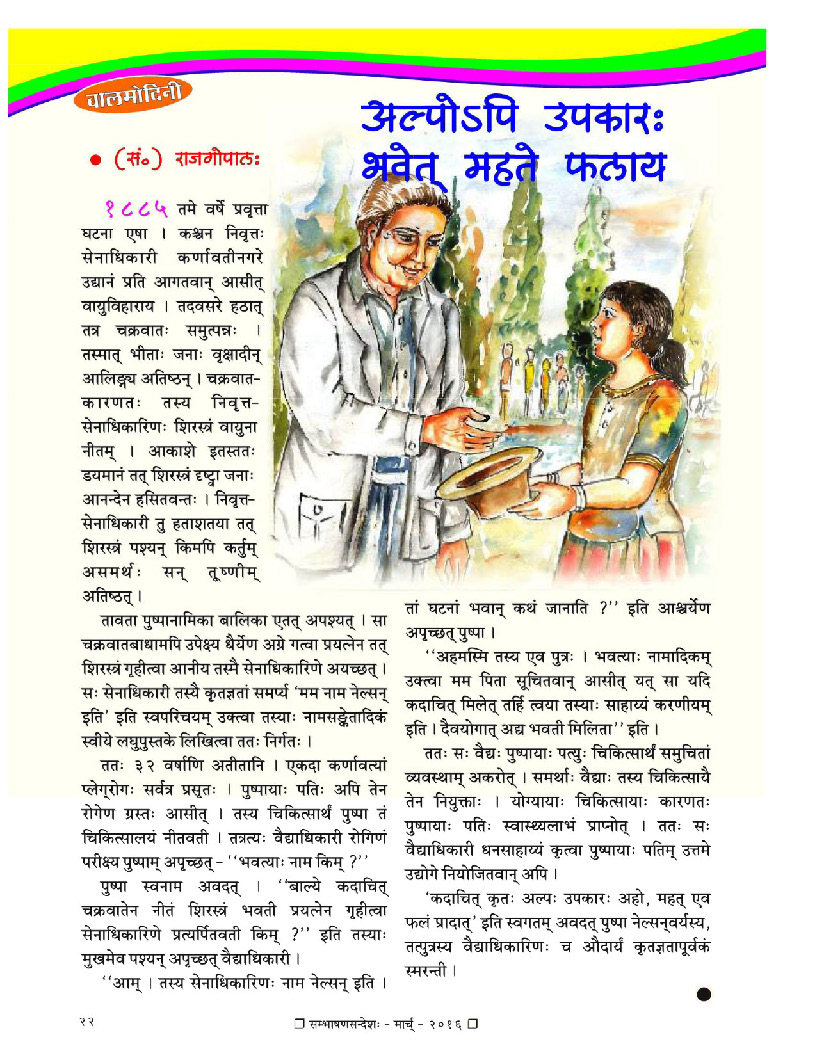 बालमोदिनी
अल्पोऽपि उपकारः
भवेत् महते फलाय
● (सं॰) राजगोपालः
१८८५ तमे वर्षे प्रवृत्ता
घटना एषा । कश्चन निवृत्तः
सेनाधिकारी कर्णावतीनगरे
उद्यानं प्रति आगतवान् आसीत्
वायुविहाराय । तदवसरे हठात्
तत्र चक्रवातः समुत्पन्नः ।
तस्मात् भीताः जनाः वृक्षादीन्
आलिङ्ग्य अतिष्ठन् । चक्रवात-
कारणतः तस्य निवृत्त-
सेनाधिकारिणः शिरस्त्रं वायुना
नीतम् । आकाशे इतस्ततः
डयमानं तत् शिरस्त्रं दृष्ट्वा जनाः
आनन्देन हसितवन्तः । निवृत्त-
सेनाधिकारी तु हताशतया तत्
शिरस्त्रं पश्यन् किमपि कर्तुम्
असमर्थः सन् तूष्णीम्
अतिष्ठत् ।
तावता पुष्पानामिका बालिका एतत् अपश्यत् । सा
चक्रवातबाधामपि उपेक्ष्य धैर्येण अग्रे गत्वा प्रयत्नेन तत्
शिरस्त्रं गृहीत्वा आनीय तस्मै सेनाधिकारिणे अयच्छत् ।
सः सेनाधिकारी तस्यै कृतज्ञतां समर्प्य 'मम नाम नेल्सन्
इति' इति स्वपरिचयम् उक्त्वा तस्याः नामसङ्केतादिकं
स्वीये लघुपुस्तके लिखित्वा ततः निर्गतः ।
ततः ३२ वर्षाणि अतीतानि । एकदा कर्णावत्यां
प्लेग्‌रोगः सर्वत्र प्रसृतः । पुष्पायाः पतिः अपि तेन
रोगेण ग्रस्तः आसीत् । तस्य चिकित्सार्थं पुष्पा तं
चिकित्सालयं नीतवती । तत्रत्यः वैद्याधिकारी रोगिणं
परीक्ष्य पुष्पाम् अपृच्छत् - ''भवत्याः नाम किम् ?''
पुष्पा स्वनाम अवदत् । ''बाल्ये कदाचित्
चक्रवातेन नीतं शिरस्त्रं भवती प्रयत्नेन गृहीत्वा
सेनाधिकारिणे प्रत्यर्पितवती किम् ?'' इति तस्याः
मुखमेव पश्यन् अपृच्छत् वैद्याधिकारी ।
''आम् । तस्य सेनाधिकारिणः नाम नेल्सन् इति ।
तां घटनां भवान् कथं जानाति ?'' इति आश्चर्येण
अपृच्छत् पुष्पा ।
''अहमस्मि तस्य एव पुत्रः । भवत्याः नामादिकम्
उक्त्वा मम पिता सूचितवान् आसीत् यत् सा यदि
कदाचित् मिलेत् तर्हि त्वया तस्याः साहाय्यं करणीयम्
इति । दैवयोगात् अद्य भवती मिलिता'' इति ।
ततः सः वैद्यः पुष्पायाः पत्युः चिकित्सार्थं समुचितां
व्यवस्थाम् अकरोत् । समर्थाः वैद्याः तस्य चिकित्सायै
तेन नियुक्ताः । योग्यायाः चिकित्सायाः कारणतः
पुष्पायाः पतिः स्वास्थ्यलाभं प्राप्नोत् । ततः सः
वैद्याधिकारी धनसाहाय्यं कृत्वा पुष्पायाः पतिम् उत्तमे
उद्योगे नियोजितवान् अपि ।
'कदाचित् कृतः अल्पः उपकारः अहो, महत् एव
फलं प्रादात्' इति स्वगतम् अवदत् पुष्पा नेल्सन्‌वर्यस्य,
तत्पुत्रस्य वैद्याधिकारिणः च औदार्यं कृतज्ञतापूर्वकं
स्मरन्ती ।
२२
❐ सम्भाषणसन्देशः - मार्च् - २०१६ ❐